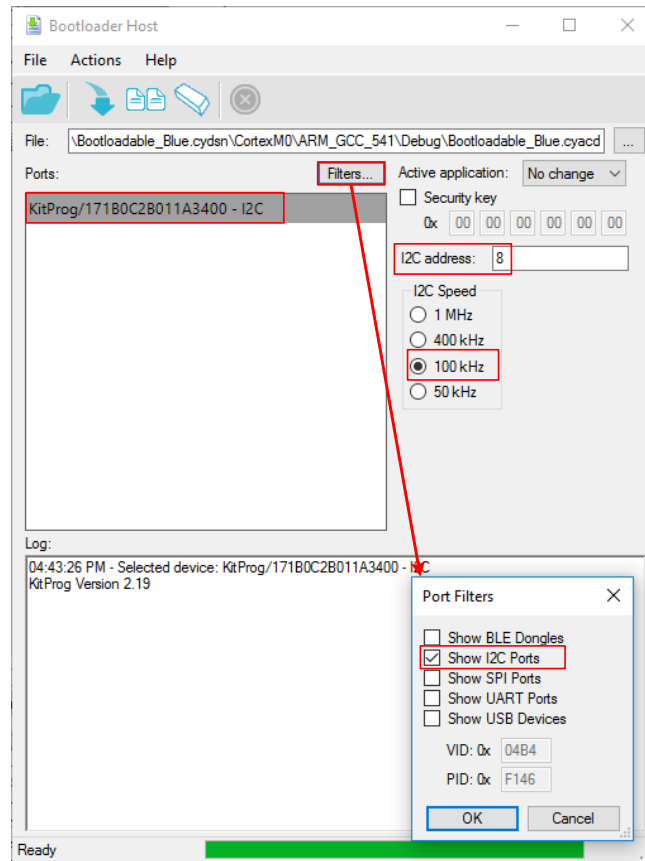 Bootloader Host
File Actions Help
File: \Bootloadable_Blue.cydsn\CortexM0\ARM_GCC_541\Debug\Bootloadable_Blue.cyacd ...
Ports: Filters... Active application: No change
KitProg/171B0C2B011A3400 - I2C
Security key
0x 00 00 00 00 00 00
I2C address: 8
I2C Speed
1 MHz
400 kHz
100 kHz
50 kHz
Log:
04:43:26 PM - Selected device: KitProg/171B0C2B011A3400 - I2C
KitProg Version 2.19
Port Filters
Show BLE Dongles
Show I2C Ports
Show SPI Ports
Show UART Ports
Show USB Devices
VID: 0x 04B4
PID: 0x F146
OK Cancel
Ready